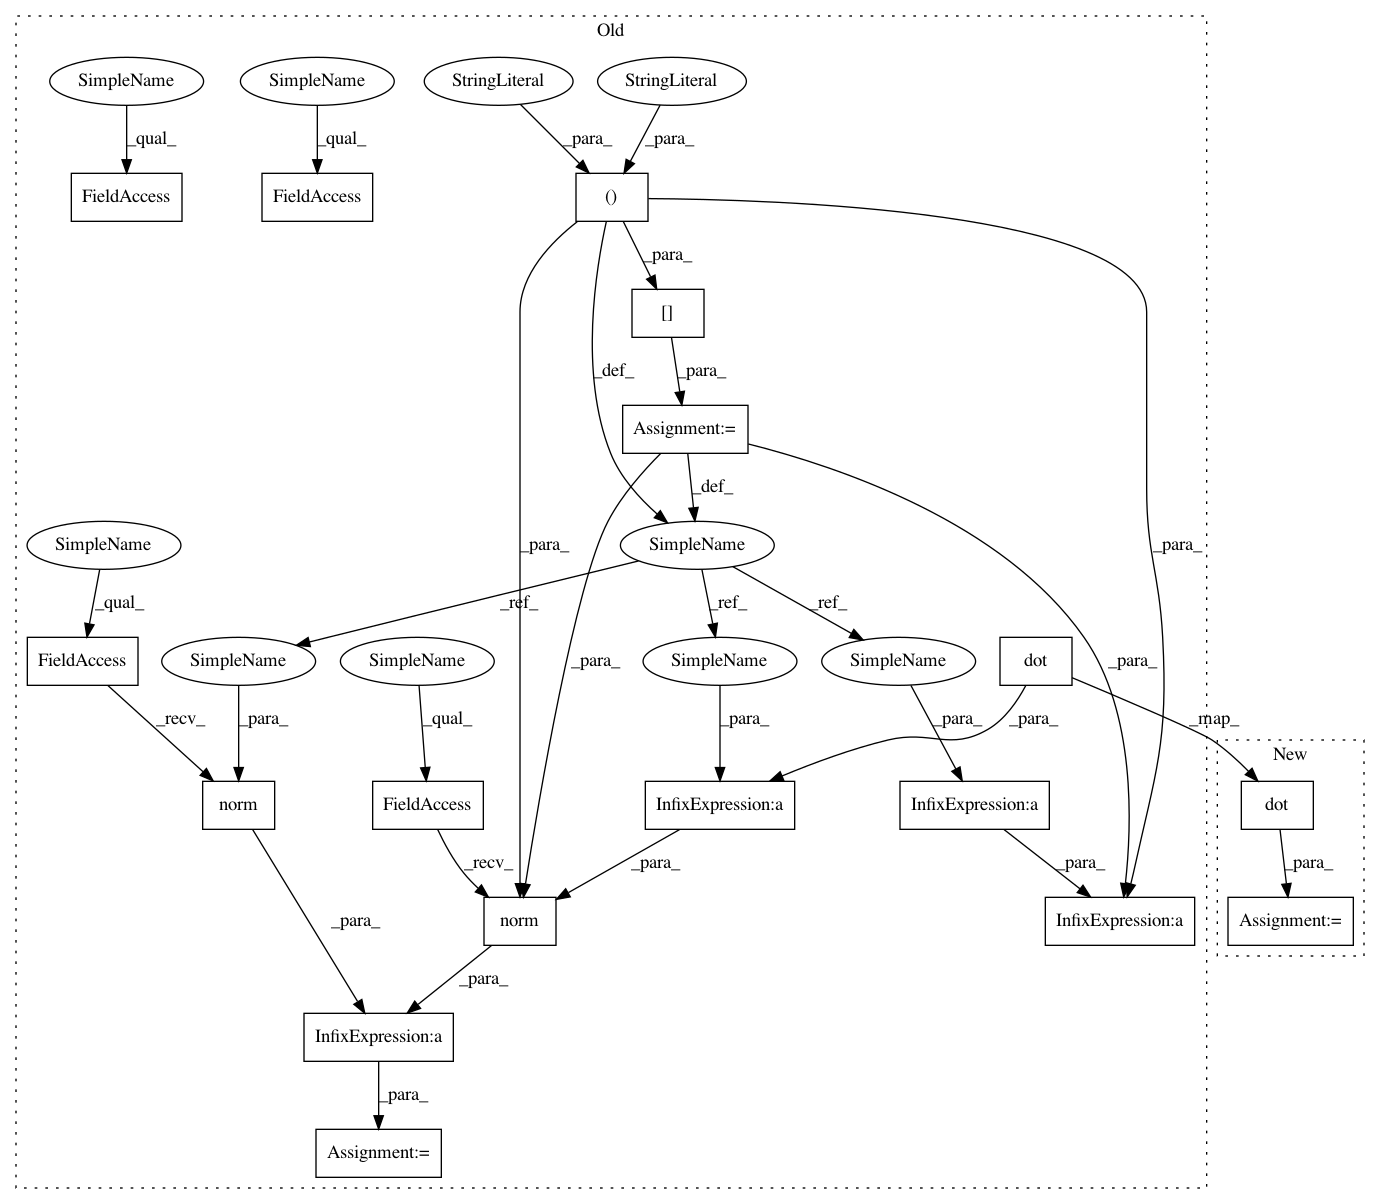 Old
SimpleName
SimpleName
StringLiteral
StringLiteral
_qual_
_qual_
_para_
_para_
FieldAccess
FieldAccess
()
_para_
[]
_def_
_para_
Assignment:=
_def_
SimpleName
SimpleName
_para_
_para_
_qual_
_ref_
_ref_
_ref_
FieldAccess
SimpleName
SimpleName
SimpleName
SimpleName
dot
_para_
_para_
_recv_
_para_
_qual_
_para_
_para_
_para_
_map_
New
norm
FieldAccess
InfixExpression:a
InfixExpression:a
dot
_recv_
_para_
_para_
_para_
_para_
norm
InfixExpression:a
Assignment:=
_para_
InfixExpression:a
_para_
Assignment:=